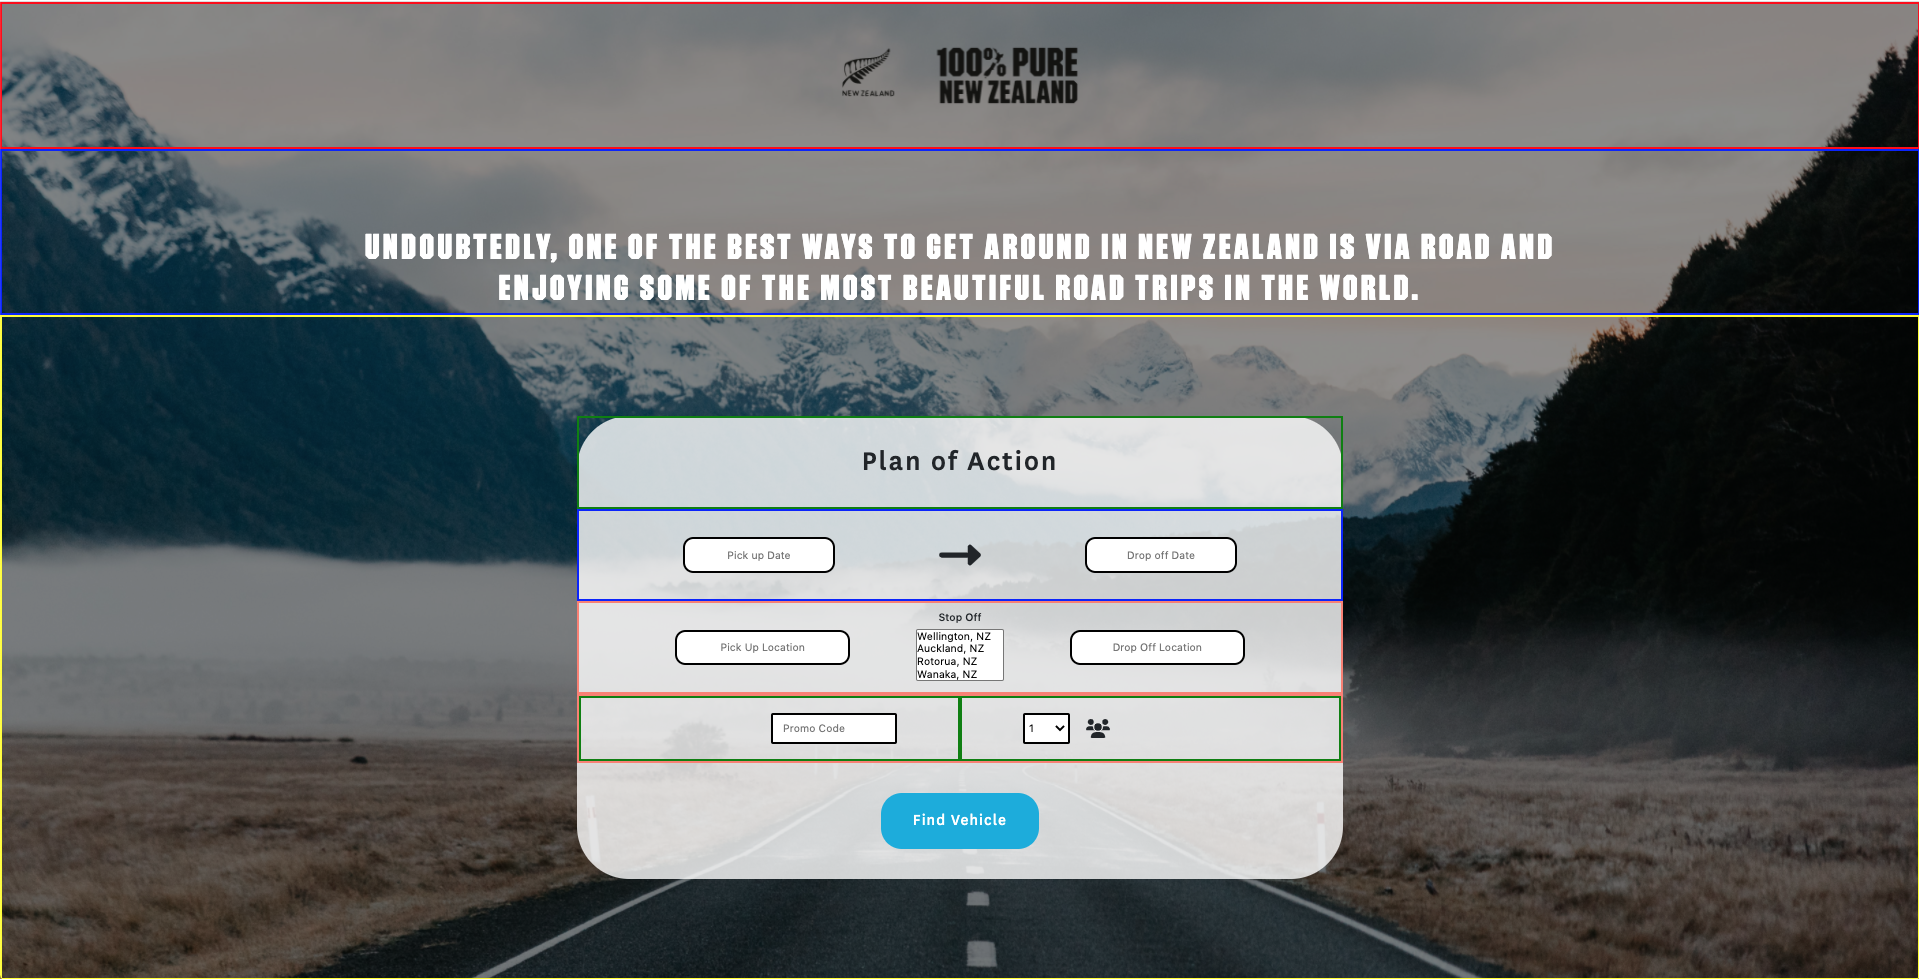 NEW ZEALAND
100% PURE
NEW ZEALAND
UNDOUBTEDLY, ONE OF THE BEST WAYS TO GET AROUND IN NEW ZEALAND IS VIA ROAD AND
ENJOYING SOME OF THE MOST BEAUTIFUL ROAD TRIPS IN THE WORLD.
Plan of Action
Pick up Date
Drop off Date
Stop Off
Pick Up Location
Wellington, NZ
Auckland, NZ
Rotorua, NZ
Wanaka, NZ
Drop Off Location
Promo Code
1
Find Vehicle